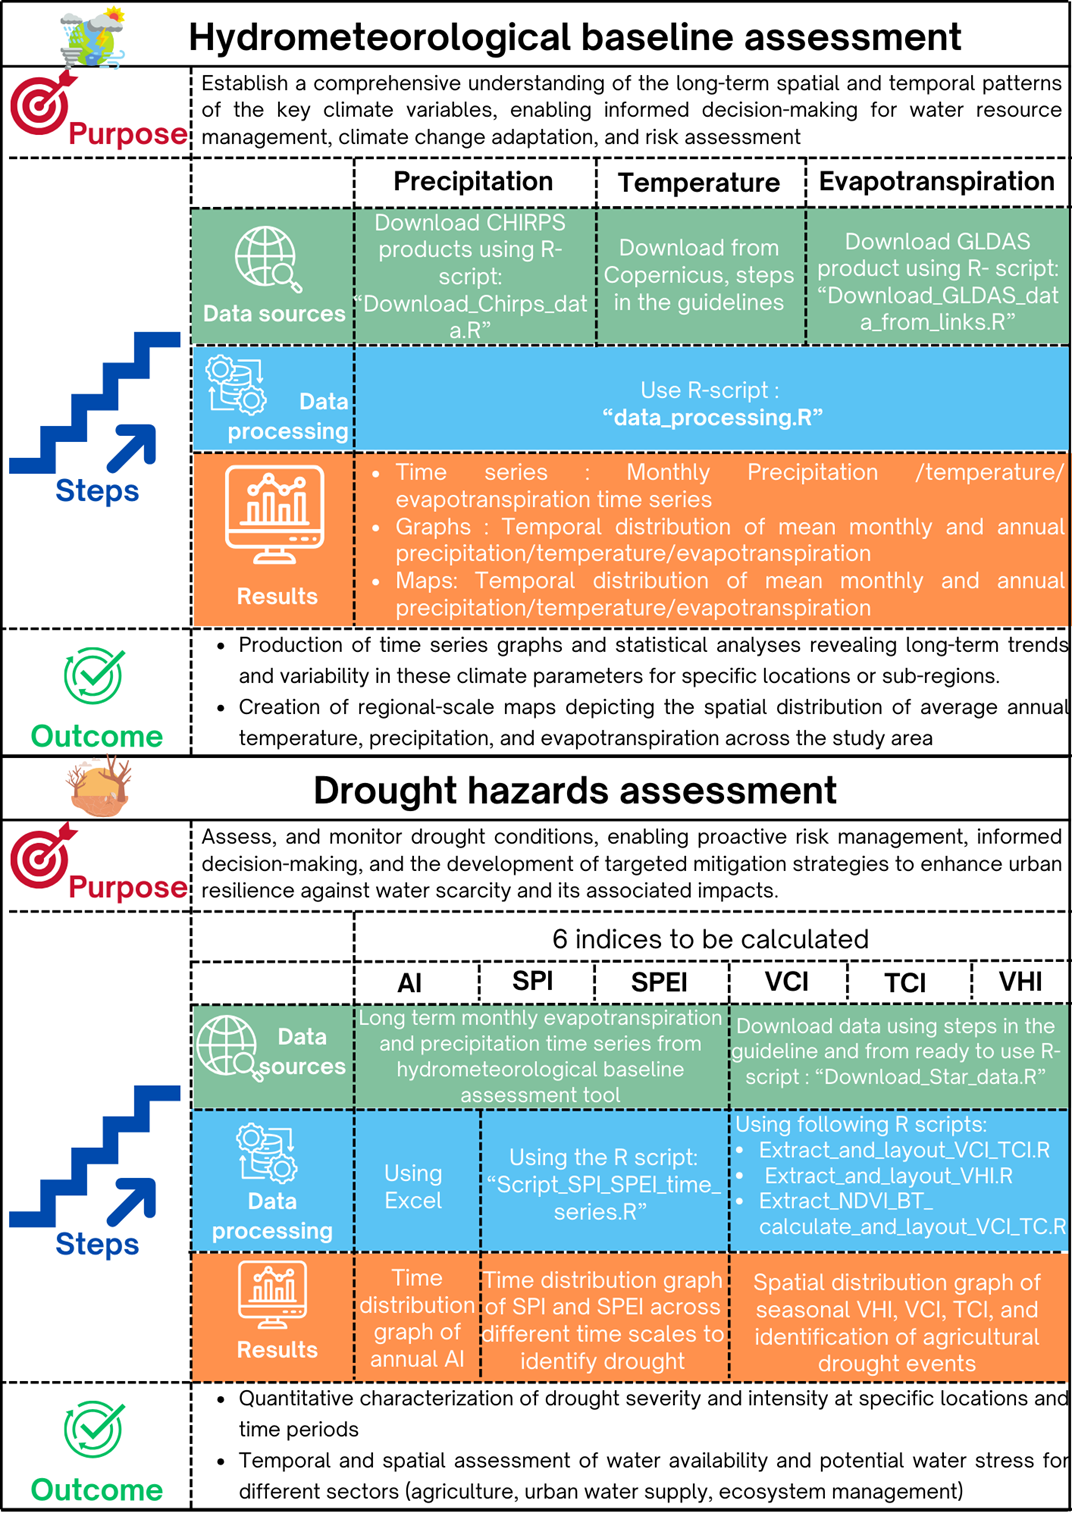 Hydrometeorological baseline assessment
Purpose
Establish a comprehensive understanding of the long-term spatial and temporal patterns
of the key climate variables, enabling informed decision-making for water resource
management, climate change adaptation, and risk assessment
Steps
Precipitation
Temperature
Evapotranspiration
Data sources
Download CHIRPS
products using R-
script:
“Download_Chirps_dat
a.R”
Download from
Copernicus, steps
in the guidelines
Download GLDAS
product using R- script:
“Download_GLDAS_dat
a_from_links.R”
Data
processing
Use R-script :
“data_processing.R”
Results
• Time series : Monthly Precipitation /temperature/
evapotranspiration time series
• Graphs : Temporal distribution of mean monthly and annual
precipitation/temperature/evapotranspiration
• Maps: Temporal distribution of mean monthly and annual
precipitation/temperature/evapotranspiration
Outcome
• Production of time series graphs and statistical analyses revealing long-term trends
and variability in these climate parameters for specific locations or sub-regions.
• Creation of regional-scale maps depicting the spatial distribution of average annual
temperature, precipitation, and evapotranspiration across the study area
Drought hazards assessment
Purpose
Assess, and monitor drought conditions, enabling proactive risk management, informed
decision-making, and the development of targeted mitigation strategies to enhance urban
resilience against water scarcity and its associated impacts.
Steps
6 indices to be calculated
AI
SPI
SPEI
VCI
TCI
VHI
Data
sources
Long term monthly evapotranspiration
and precipitation time series from
hydrometeorological baseline
assessment tool
Download data using steps in the
guideline and from ready to use R-
script : “Download_Star_data.R”
Data
processing
Using
Excel
Using the R script:
“Script_SPI_SPEI_time_
series.R”
Using following R scripts:
• Extract_and_layout_VCI_TCI.R
• Extract_and_layout_VHI.R
• Extract_NDVI_BT_
calculate_and_layout_VCI_TC.R
Results
Time
distribution
graph of
annual AI
Time distribution graph
of SPI and SPEI across
different time scales to
identify drought
Spatial distribution graph of
seasonal VHI, VCI, TCI, and
identification of agricultural
drought events
Outcome
• Quantitative characterization of drought severity and intensity at specific locations and
time periods
• Temporal and spatial assessment of water availability and potential water stress for
different sectors (agriculture, urban water supply, ecosystem management)